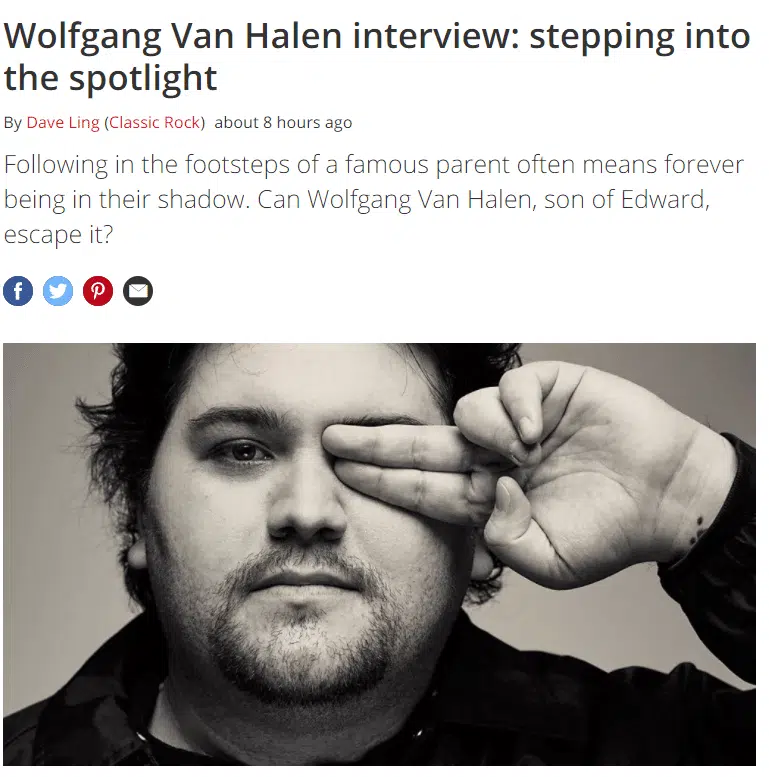 Wolfgang Van Halen interview: stepping into
the spotlight
By Dave Ling (Classic Rock) about 8 hours ago
Following in the footsteps of a famous parent often means forever
being in their shadow. Can Wolfgang Van Halen, son of Edward,
escape it?